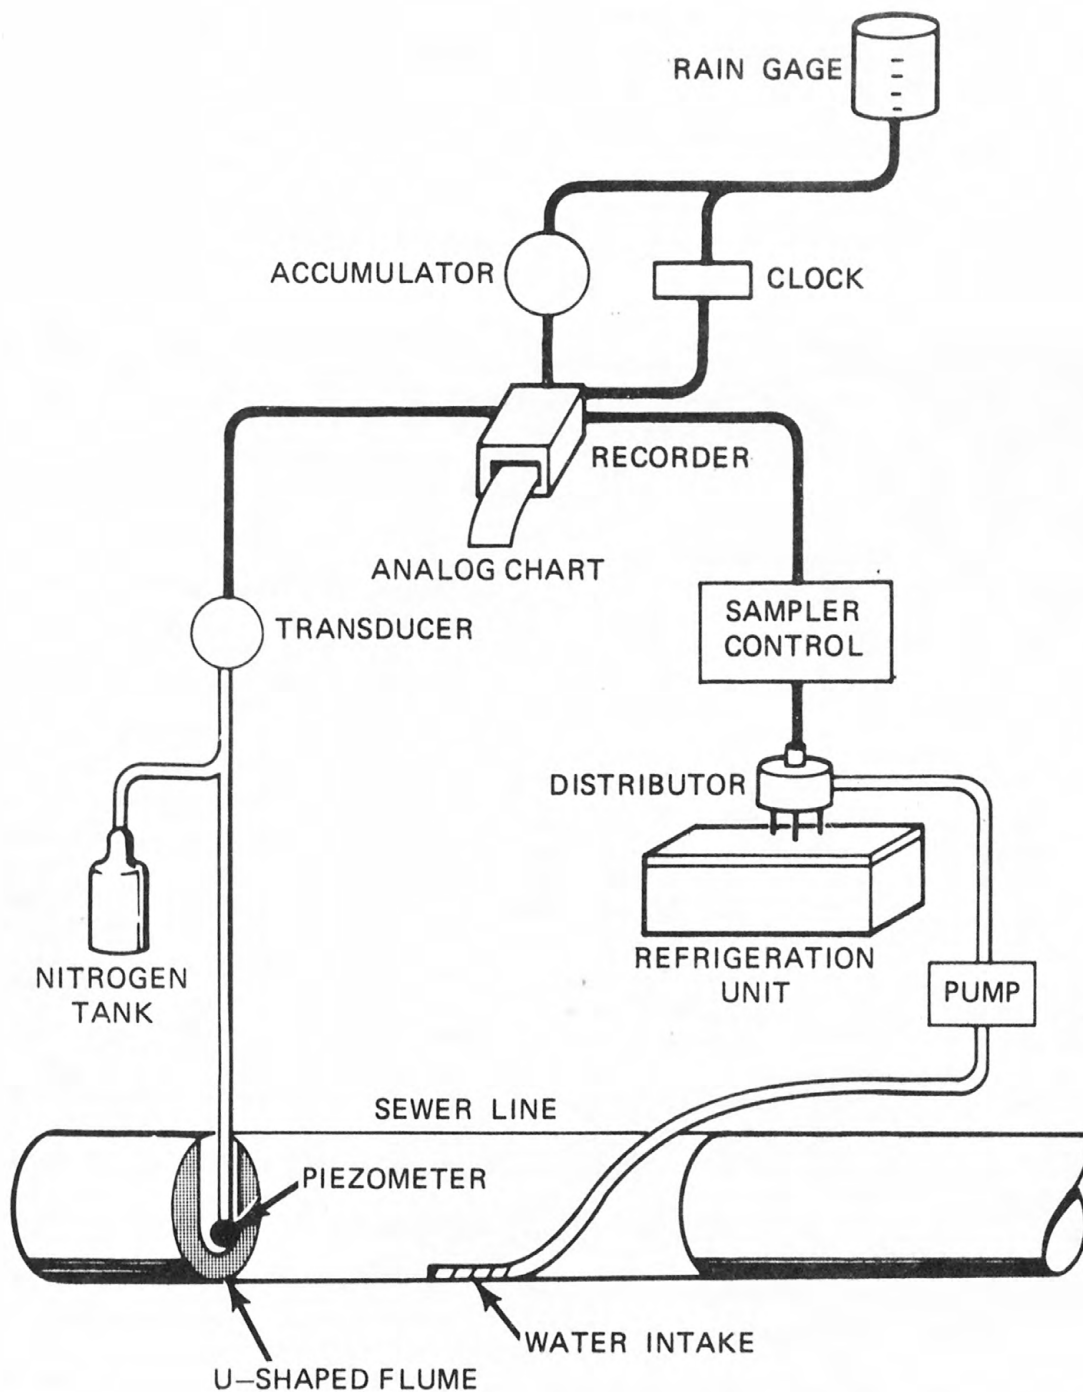 RAIN GAGE
ACCUMULATOR
CLOCK
RECORDER
ANALOG CHART
TRANSDUCER
SAMPLER
CONTROL
DISTRIBUTOR
NITROGEN
TANK
REFRIGERATION
UNIT
PUMP
SEWER LINE
PIEZOMETER
WATER INTAKE
U–SHAPED FLUME